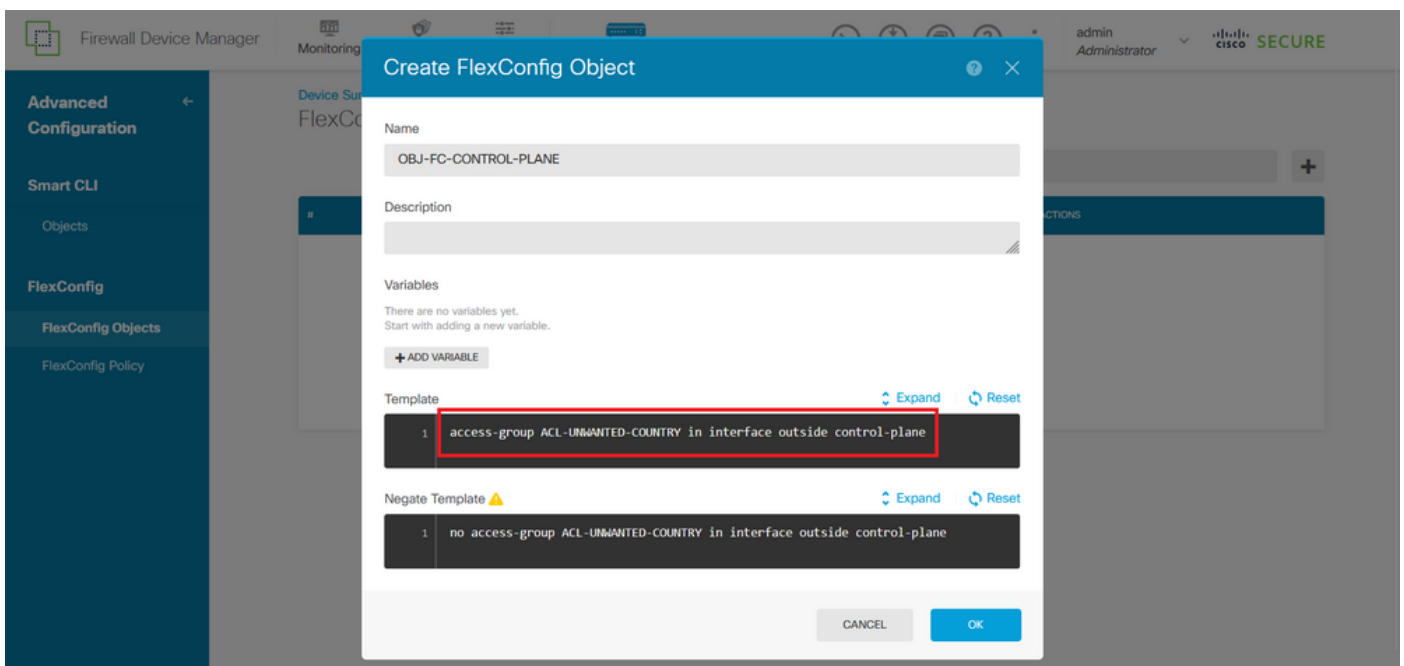 Firewall Device Manager
Monitoring
admin
Administrator
cisco SECURE
Advanced
Configuration
Smart CLI
Objects
FlexConfig
FlexConfig Objects
FlexConfig Policy
Device Sum
FlexCo
#
ACTIONS
Create FlexConfig Object
Name
OBJ-FC-CONTROL-PLANE
Description
Variables
There are no variables yet.
Start with adding a new variable.
+ ADD VARIABLE
Template
Expand
Reset
1 access-group ACL-UNWANTED-COUNTRY in interface outside control-plane
Negate Template
Expand
Reset
1 no access-group ACL-UNWANTED-COUNTRY in interface outside control-plane
CANCEL
OK